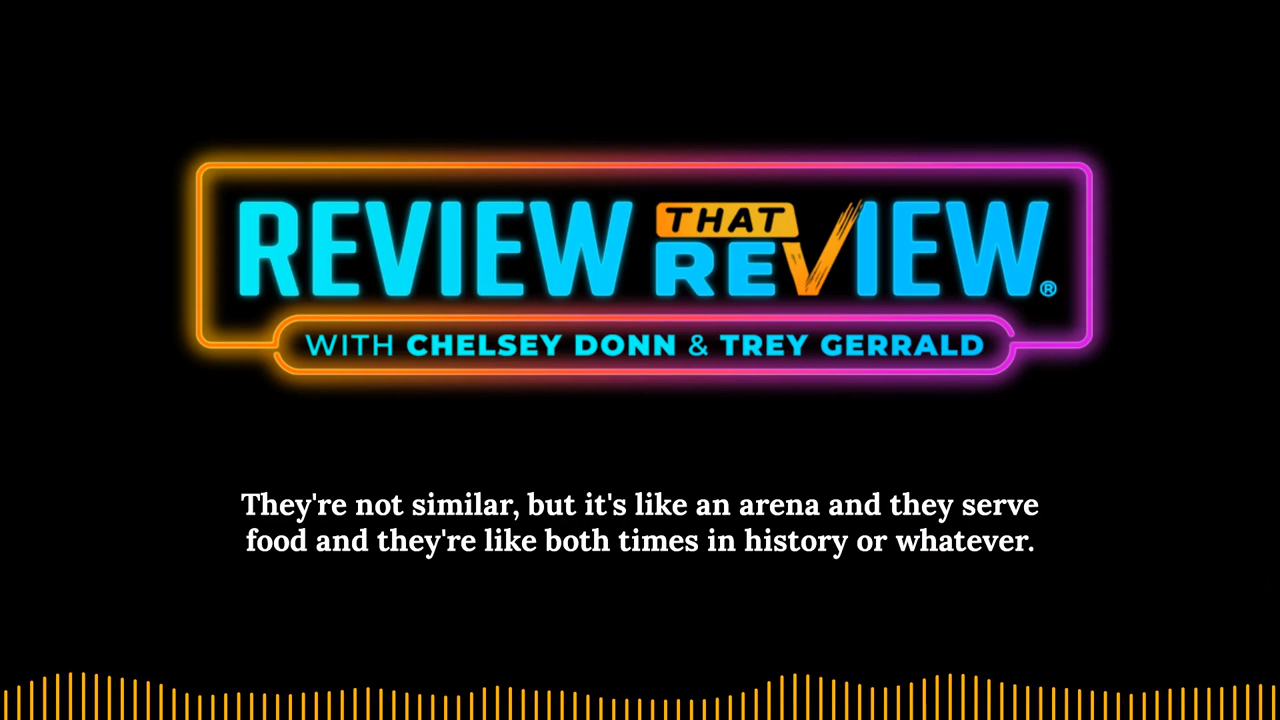 REVIEW THAT REVIEW®
WITH CHELSEY DONN & TREY GERRALD
They're not similar, but it's like an arena and they serve
food and they're like both times in history or whatever.